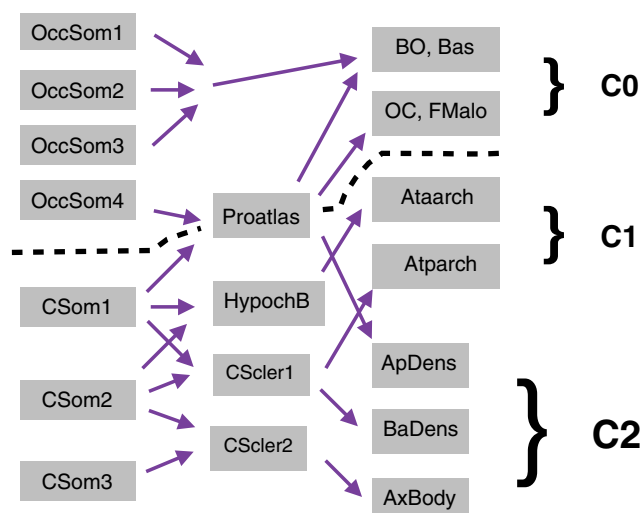 OccSom1
OccSom2
OccSom3
OccSom4
CSom1
CSom2
CSom3
Proatlas
HypochB
CScler1
CScler2
BO, Bas
OC, FMalo
Ataarch
Atparch
ApDens
BaDens
AxBody
C0
C1
C2